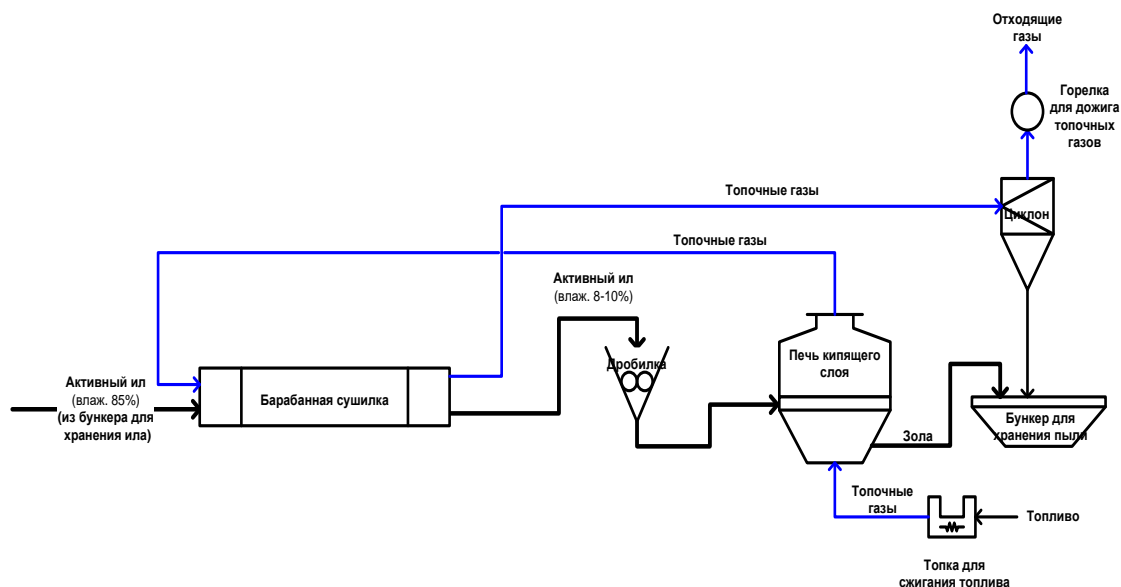 Отходящие
газы
Горелка
для дожига
топочных
газов
Топочные газы
Циклон
Топочные газы
Активный ил
(влаж. 8-10%)
Дробилка
Печь кипящего
слоя
Активный ил
(влаж. 85%)
(из бункера для
хранения ила)
Барабанная сушилка
Бункер для
хранения пыли
Зола
Топочные
газы
Топливо
Топка для
сжигания топлива